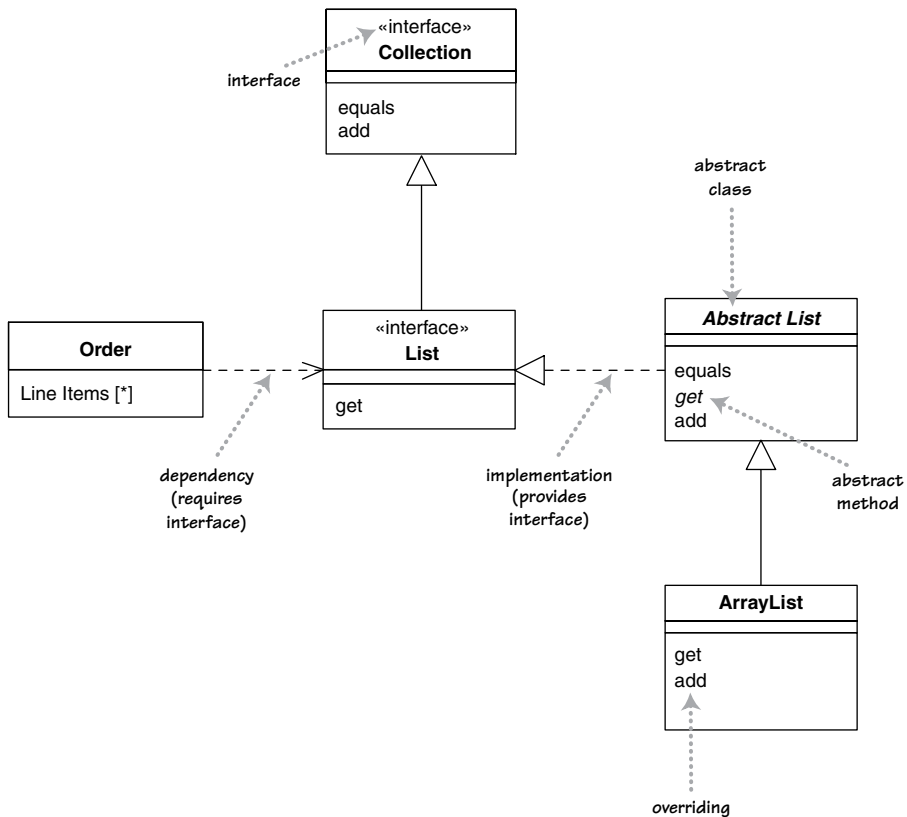 «interface»
Collection
interface
equals
add
abstract
class
«interface»
List
get
Abstract List
equals
get
add
Order
Line Items [*]
dependency
(requires
interface)
implementation
(provides
interface)
abstract
method
ArrayList
get
add
overriding